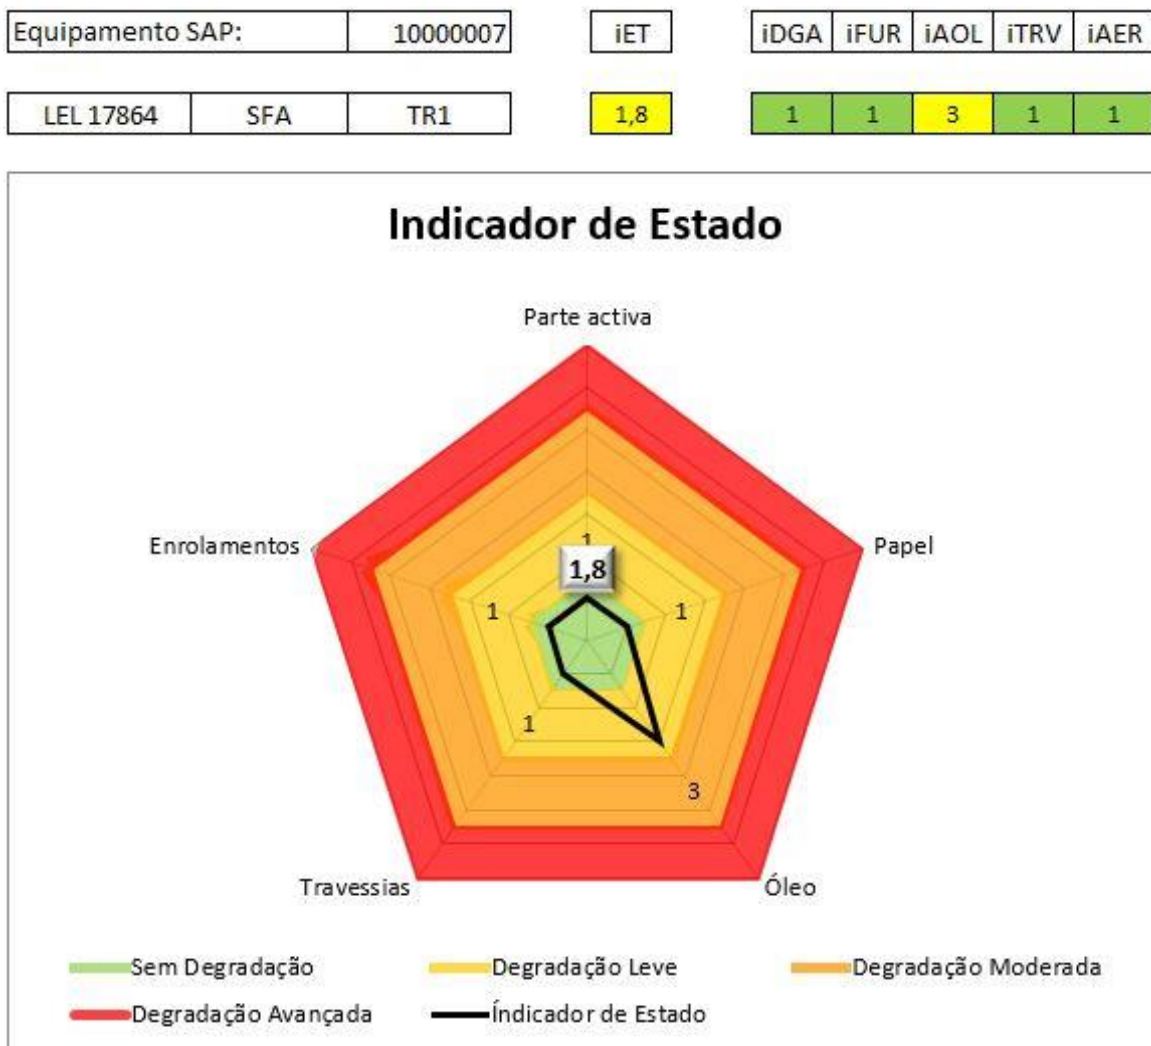 Equipamento SAP: 10000007 iET iDGA iFUR iAOL iTRV iAER
LEL 17864 SFA TR1 1,8 1 1 3 1 1
Indicador de Estado
Parte activa
Enrolamentos
Papel
1
1,8
1
1
1
3
Travessias
Óleo
Sem Degradação Degradação Leve Degradação Moderada
Degradação Avançada Índicador de Estado